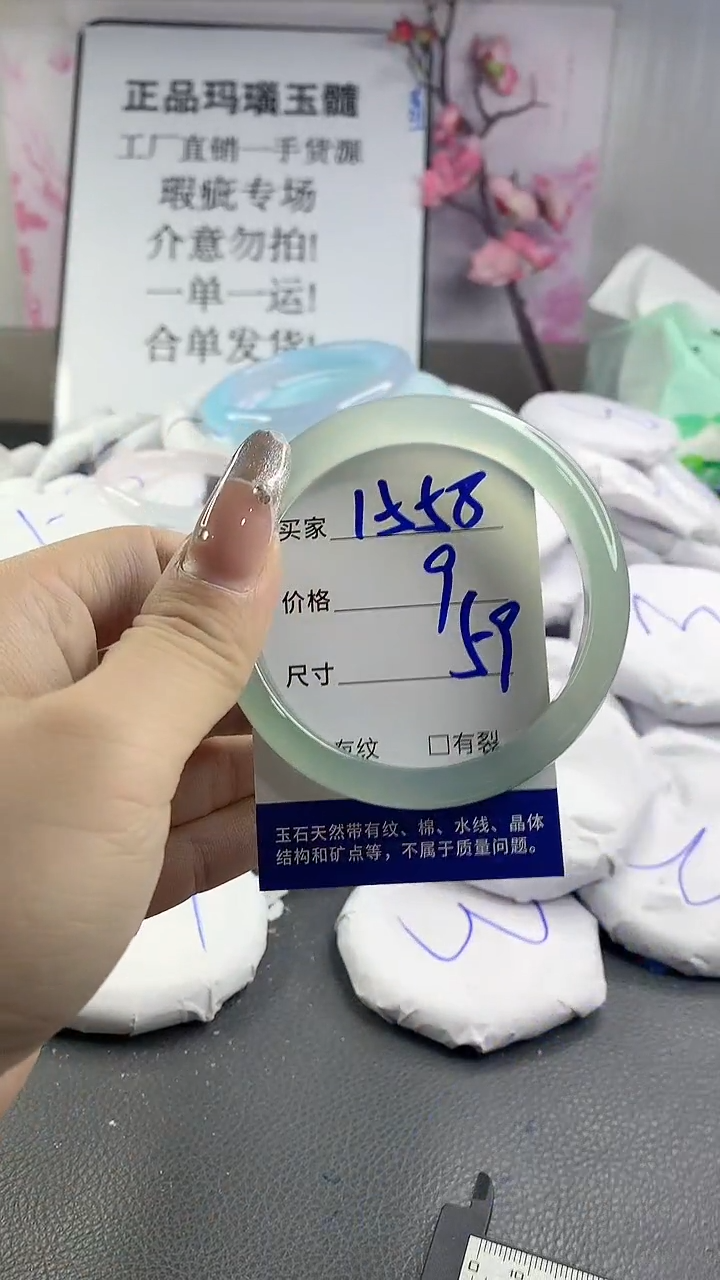 正品玛瑙玉髓
工厂直销一手货源
瑕疵专场
介意勿拍!
一单一运!
合单发货!
买家
价格 9
尺寸 59
有纹 □有裂
玉石天然带有纹、棉、水线、晶体
结构和矿点等，不属于质量问题。